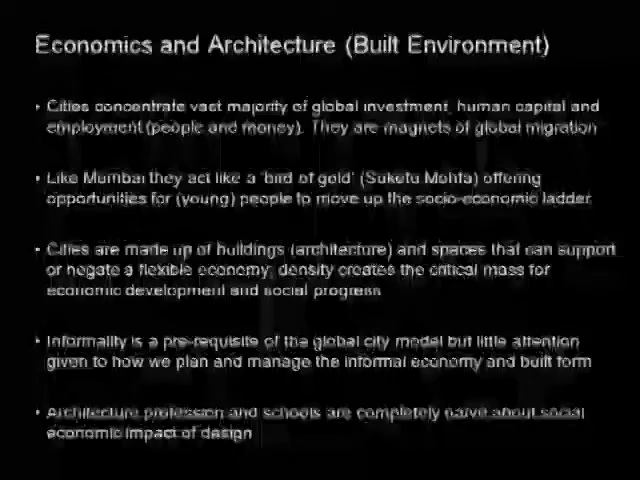 Economics and Architecture (Built Environment)
• Cities concentrate vast majority of global investment, human capital and
employment (people and money). They are magnets of global migration
• Like Mumbai they act like a 'bird of gold' (Suketu Mehta) offering
opportunities for (young) people to move up the socio-economic ladder
• Cities are made up of buildings (architecture) and spaces that can support
or negate a flexible economy; density creates the critical mass for
economic development and social progress
• Informality is a pre-requisite of the global city model but little attention
given to how we plan and manage the informal economy and built form
• Architecture profession and schools are completely naive about social
economic impact of design